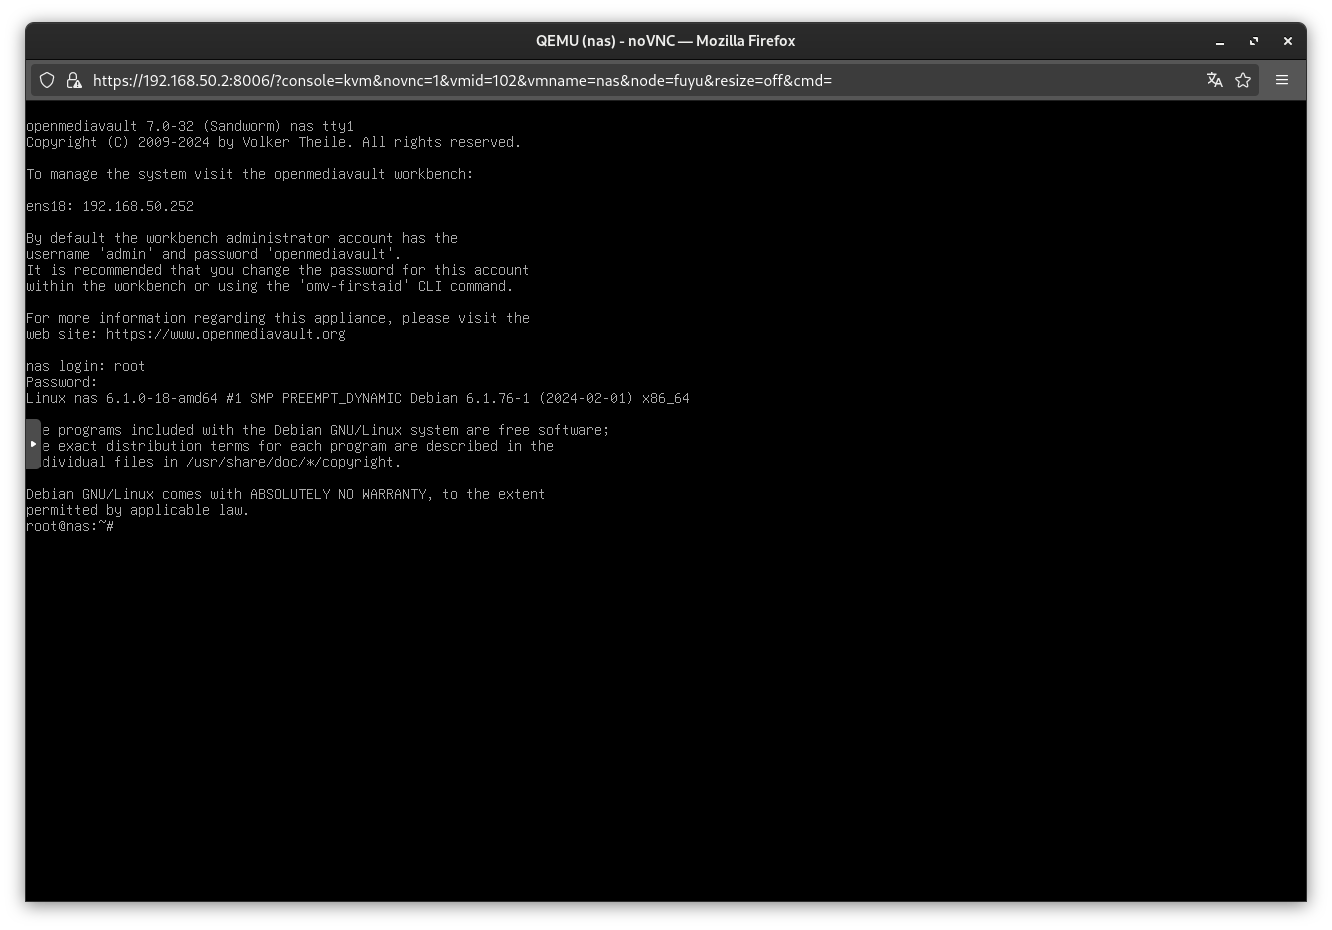 QEMU (nas) - noVNC — Mozilla Firefox
https://192.168.50.2:8006/?console=kvm&novnc=1&vmid=102&vmname=nas&node=fuyu&resize=off&cmd=
openmediavault 7.0-32 (Sandworm) nas tty1
Copyright (C) 2009-2024 by Volker Theile. All rights reserved.
To manage the system visit the openmediavault workbench:
ens18: 192.168.50.252
By default the workbench administrator account has the
username 'admin' and password 'openmediavault'.
It is recommended that you change the password for this account
within the workbench or using the 'omv-firstaid' CLI command.
For more information regarding this appliance, please visit the
web site: https://www.openmediavault.org
nas login: root
Password:
Linux nas 6.1.0-18-amd64 #1 SMP PREEMPT_DYNAMIC Debian 6.1.76-1 (2024-02-01) x86_64
e programs included with the Debian GNU/Linux system are free software;
e exact distribution terms for each program are described in the
dividual files in /usr/share/doc/*/copyright.
Debian GNU/Linux comes with ABSOLUTELY NO WARRANTY, to the extent
permitted by applicable law.
root@nas:~#